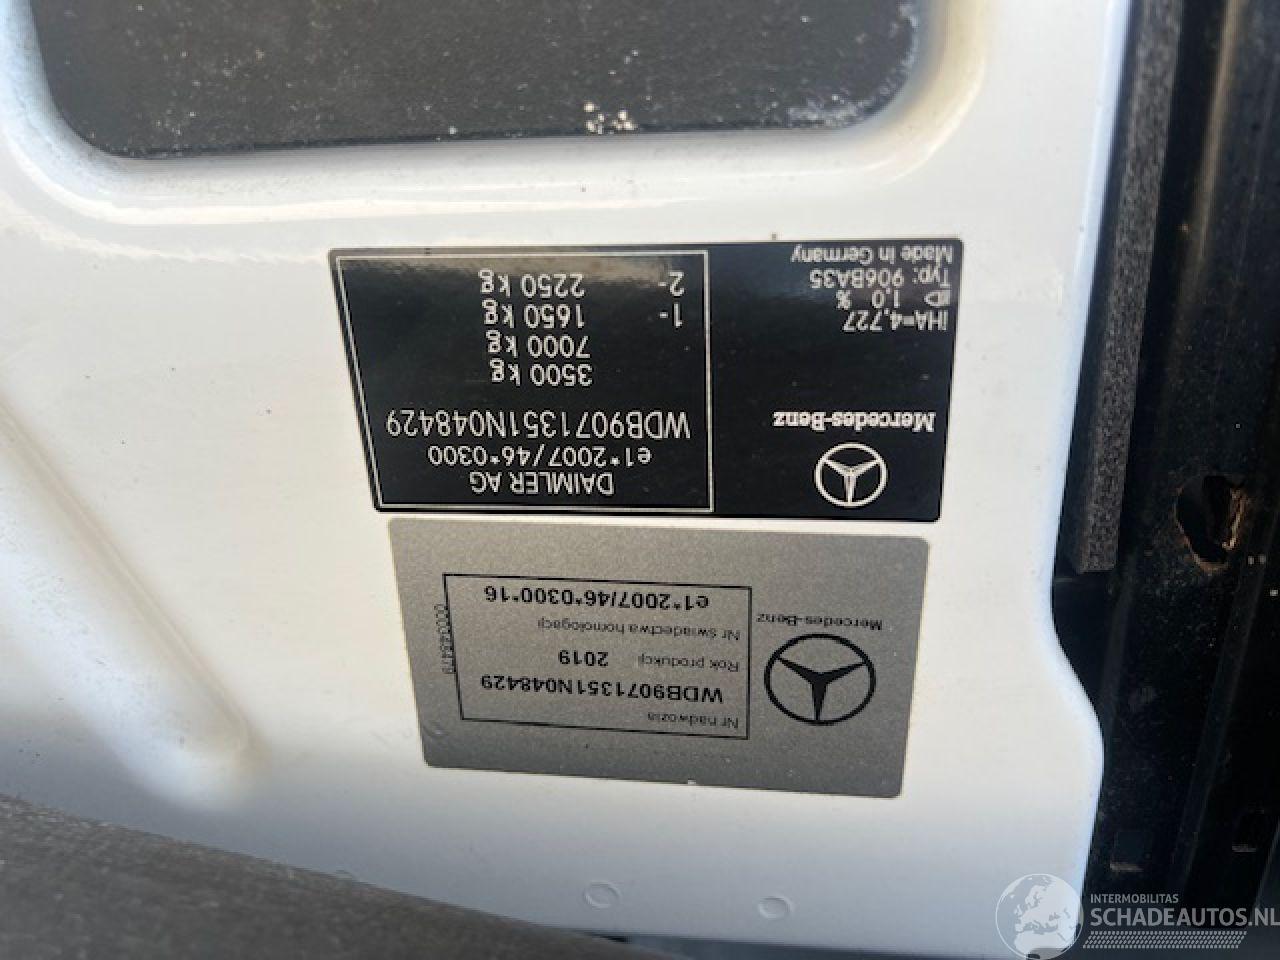 Nr nadwozia
WDB9071351N048429
Rok produkcji 2019
Nr świadectwa homologacji
e1*2007/46*0300*16
Mercedes-Benz
0000348479
DAIMLER AG
e1*2007/46*0300
WDB9071351N048429
3500 kg
7000 kg
1- 1650 kg
2- 2250 kg
Mercedes-Benz
iHA=4,727
1,0 %
Typ: 906BA35
Made in Germany
INTERMOBILITAS
SCHADEAUTOS.NL